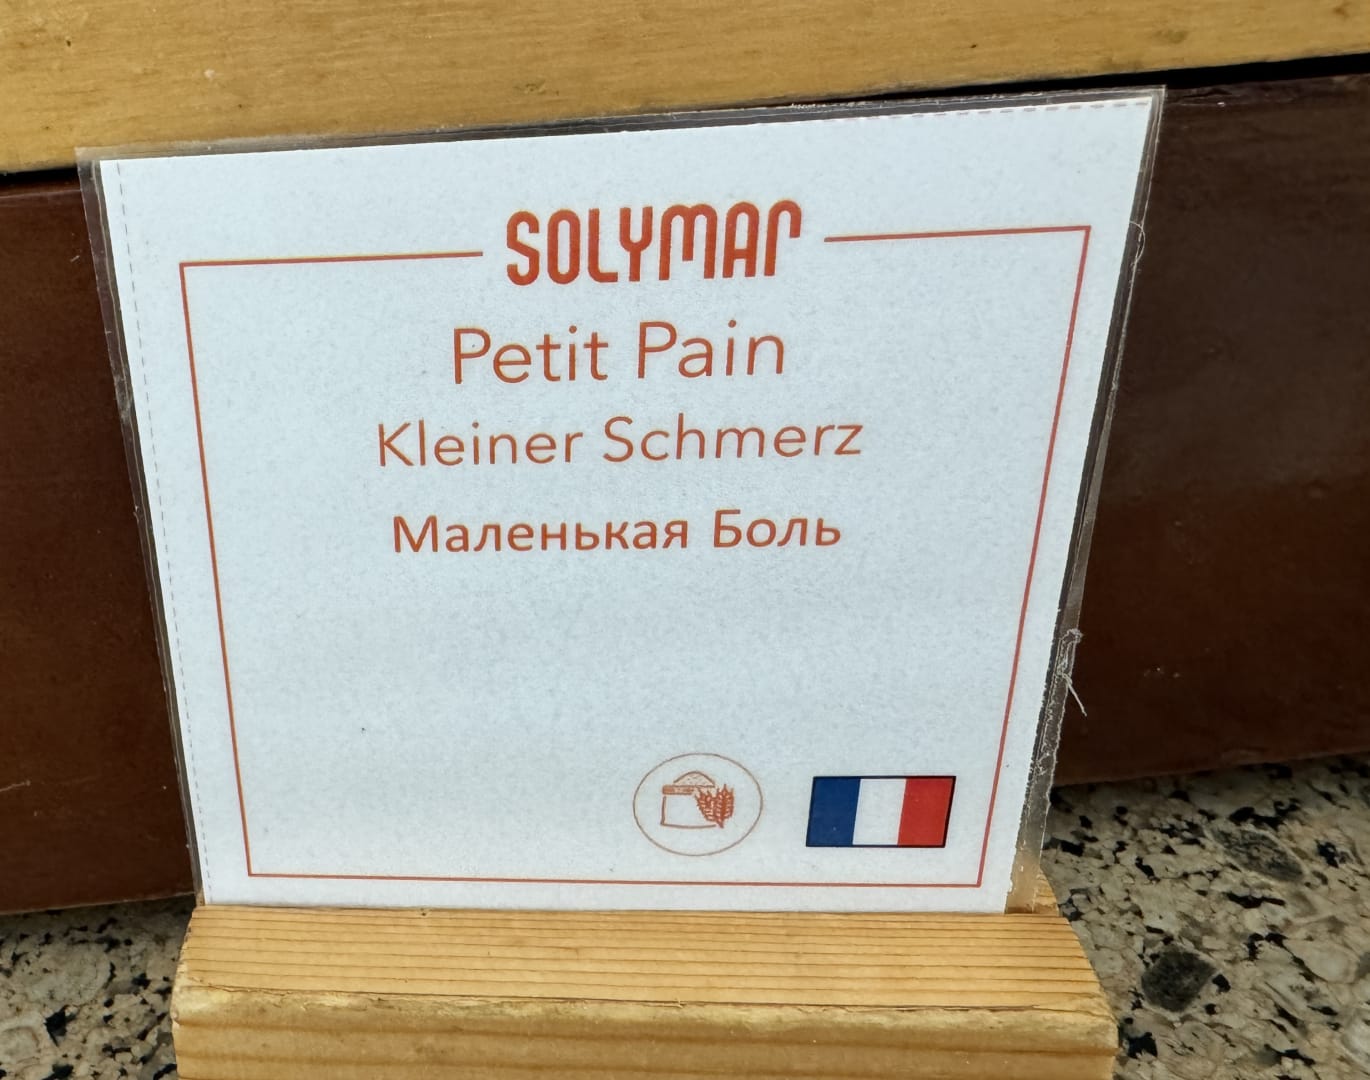 SOLYMAR
Petit Pain
Kleiner Schmerz
Маленькая Боль